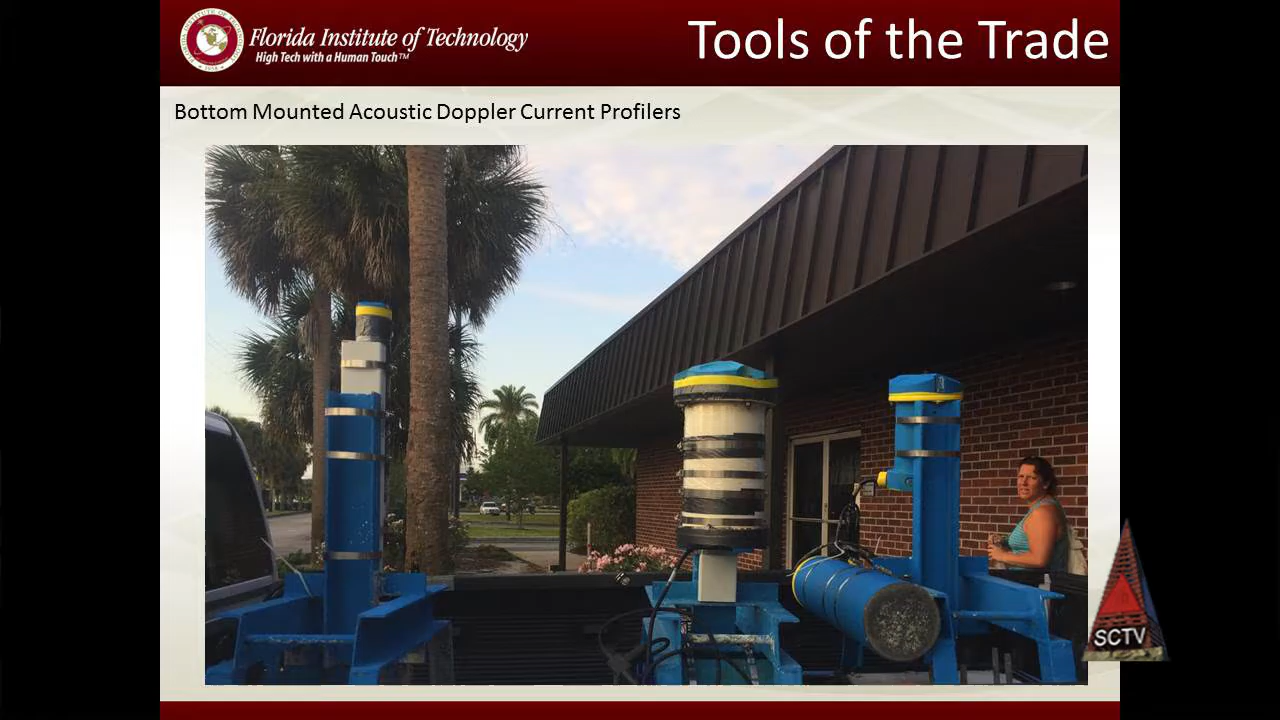 Florida Institute of Technology
High Tech with a Human Touch™
Tools of the Trade
Bottom Mounted Acoustic Doppler Current Profilers
SCTV